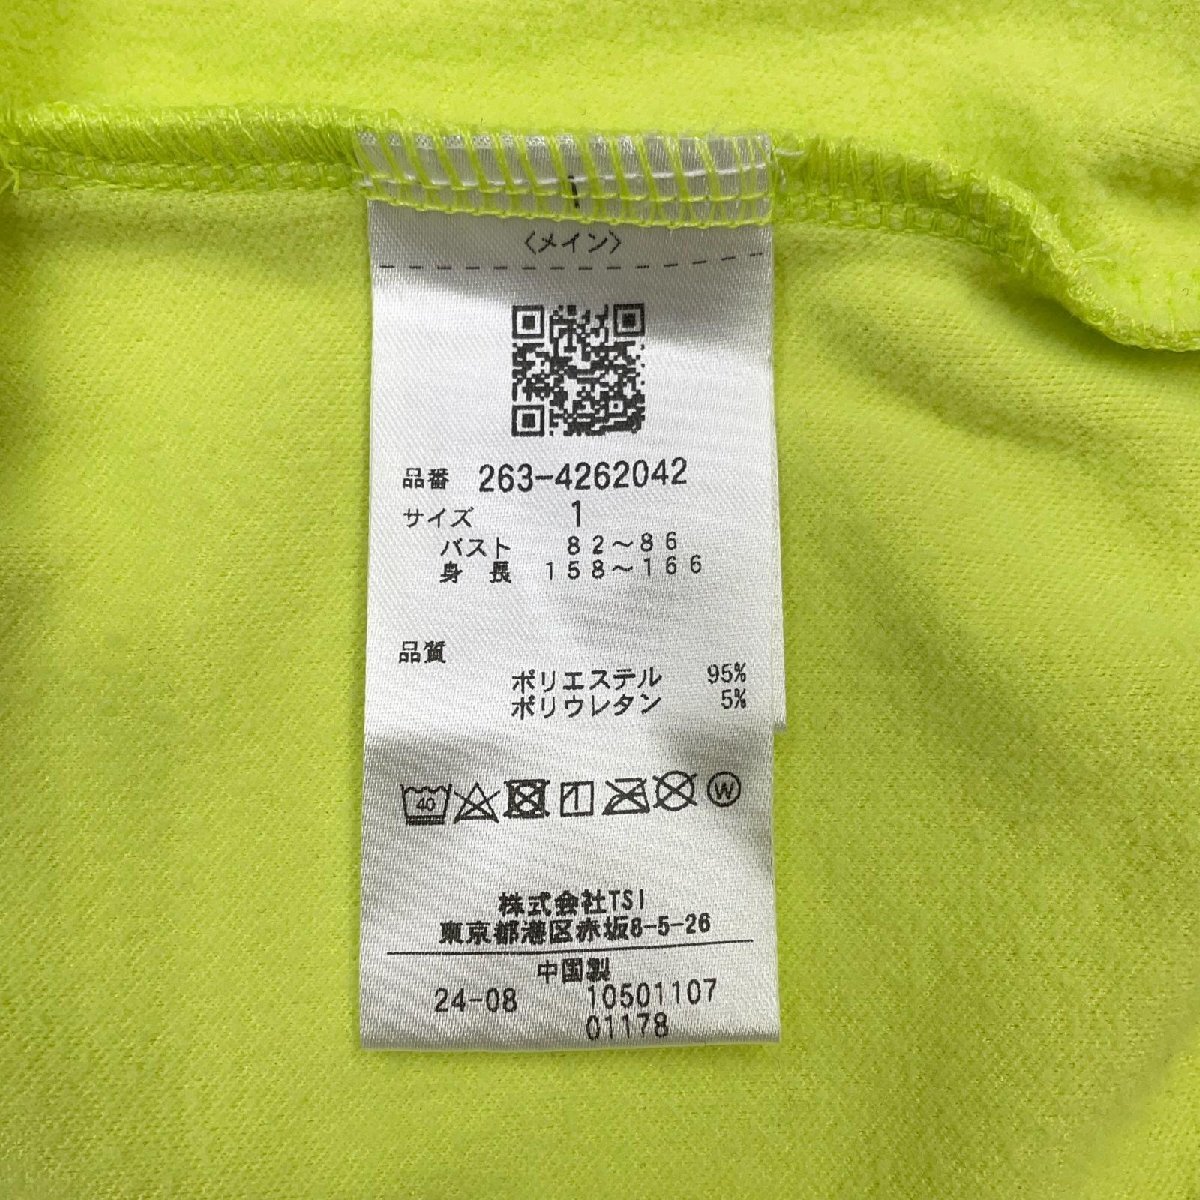 〈メイン〉
品番 263-4262042
サイズ 1
バスト 82～86
身長 158～166
品質
ポリエステル 95%
ポリウレタン 5%
40 1 W
株式会社TSI
東京都港区赤坂8-5-26
中国製
24-08 10501107
01178